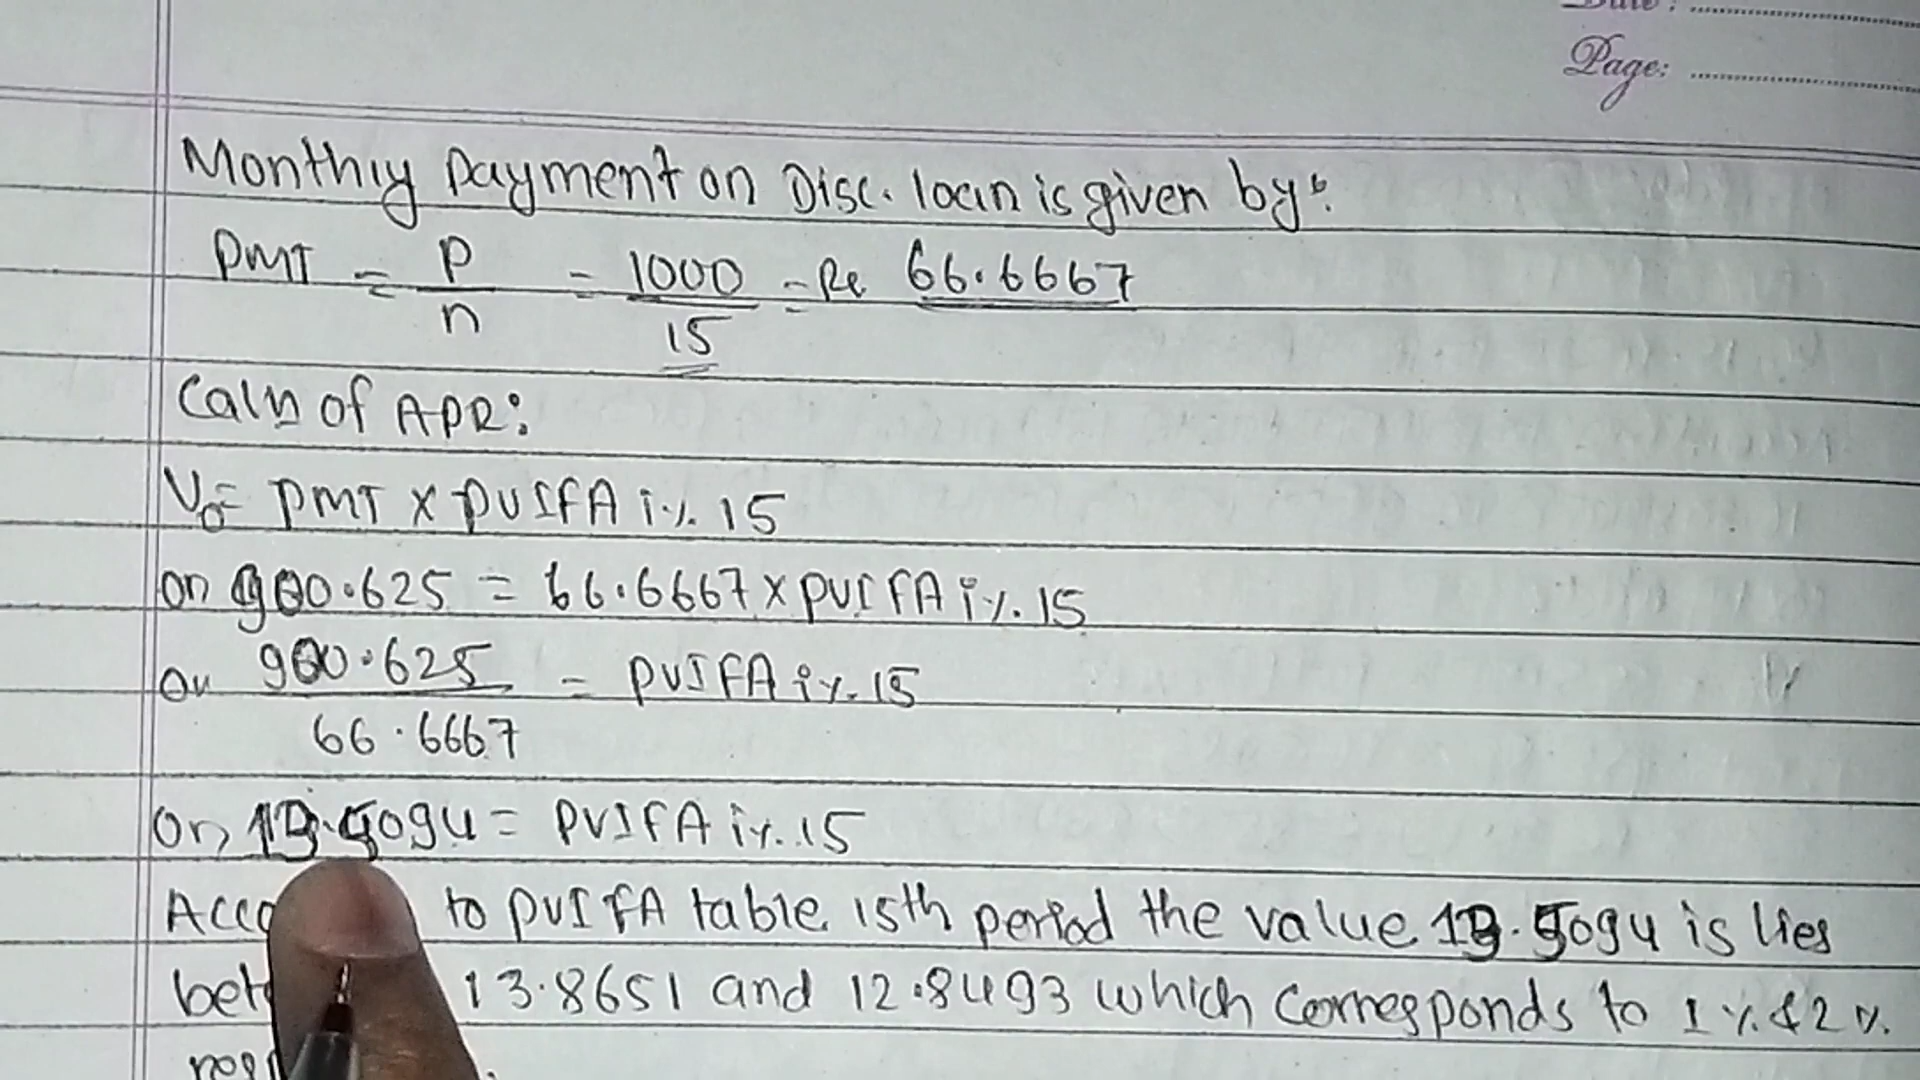 Date:
Page:
Monthly Payment on Disc. loan is given by:
PMT = P/n = 1000/15 = Re 66.6667
Caln of APR:
V0 = PMT X PVIFA i%. 15
or 900.625 = 66.6667 X PVIFA i%. 15
or 900.625/66.6667 = PVIFA i%. 15
or, 13.5094 = PVIFA i%. 15
to PVIFA table 15th period the value 13.5094 is lies
13.8651 and 12.8493 which corresponds to 1%. & 2%.